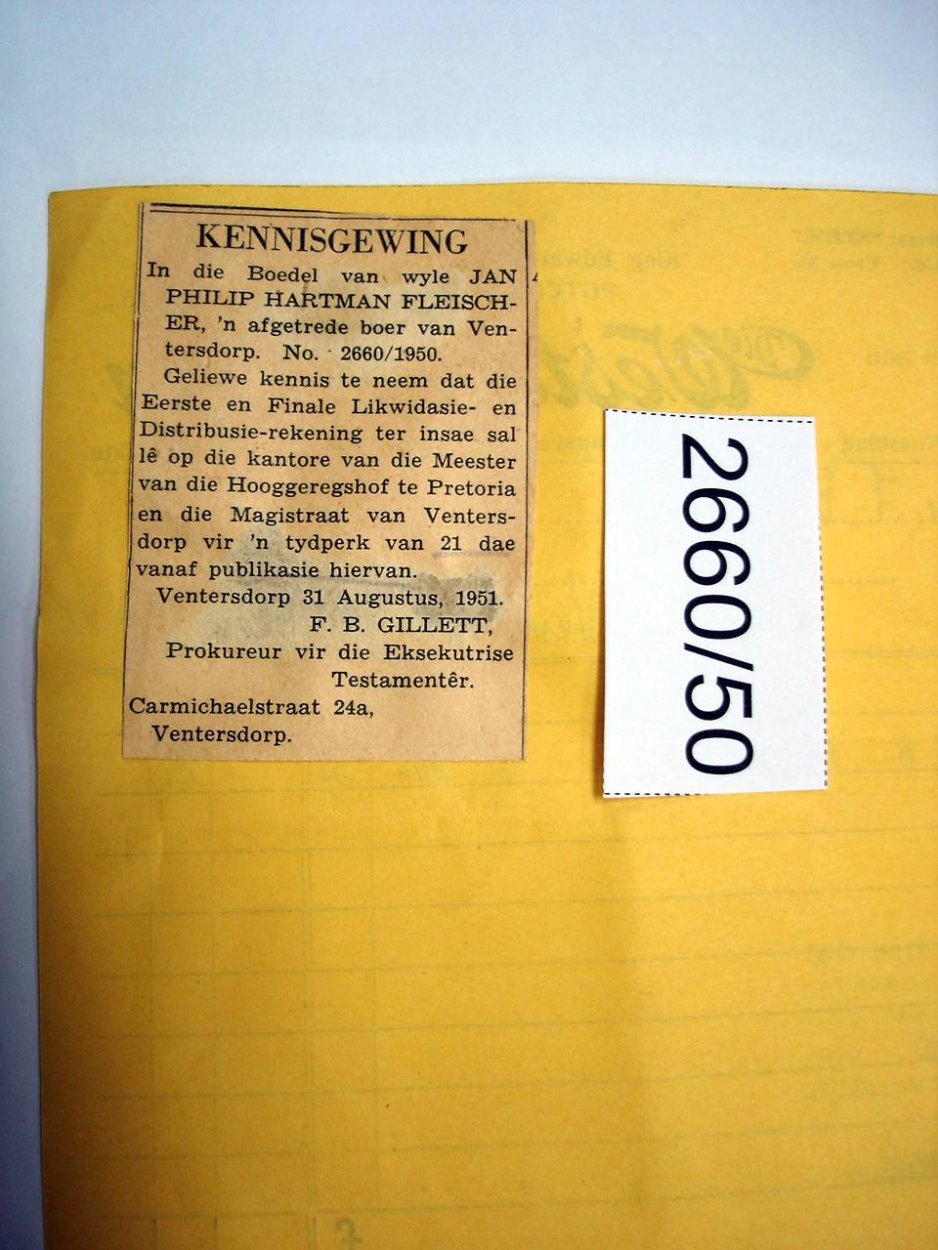 KENNISGEWING
In die Boedel van wyle JAN
PHILIP HARTMAN FLEISCH-
ER, 'n afgetrede boer van Ven-
tersdorp. No. 2660/1950.
Geliewe kennis te neem dat die
Eerste en Finale Likwidasie- en
Distribusie-rekening ter insae sal
lê op die kantore van die Meester
van die Hooggeregshof te Pretoria
en die Magistraat van Venters-
dorp vir 'n tydperk van 21 dae
vanaf publikasie hiervan.
Ventersdorp 31 Augustus, 1951.
F. B. GILLETT,
Prokureur vir die Eksekutrise
Testamentêr.
Carmichaelstraat 24a,
Ventersdorp.
2660/50